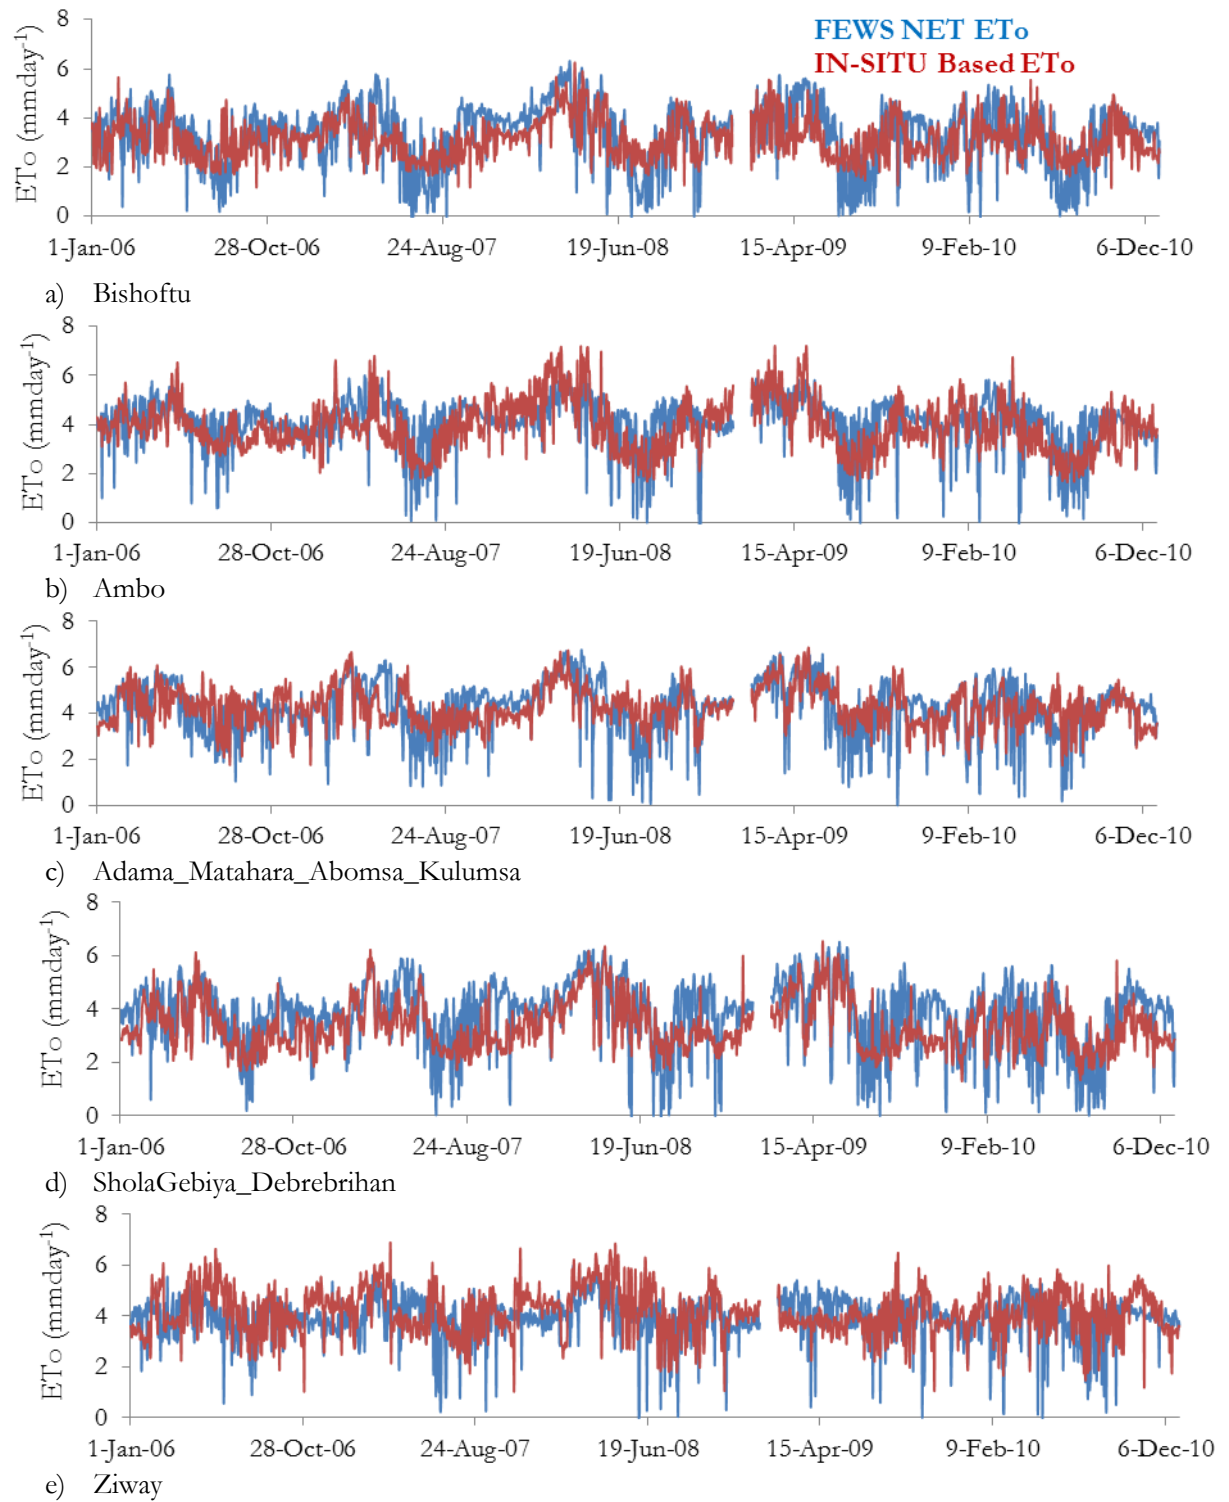 8
FEWS NET ETo
IN-SITU Based ETo
6
4
2
0
ETo (mmday-1)
1-Jan-06 28-Oct-06 24-Aug-07 19-Jun-08 15-Apr-09 9-Feb-10 6-Dec-10
a) Bishoftu
8
6
4
2
0
ETo (mmday-1)
1-Jan-06 28-Oct-06 24-Aug-07 19-Jun-08 15-Apr-09 9-Feb-10 6-Dec-10
b) Ambo
8
6
4
2
0
ETo (mmday-1)
1-Jan-06 28-Oct-06 24-Aug-07 19-Jun-08 15-Apr-09 9-Feb-10 6-Dec-10
c) Adama_Matahara_Abomsa_Kulumsa
8
6
4
2
0
ETo (mmday-1)
1-Jan-06 28-Oct-06 24-Aug-07 19-Jun-08 15-Apr-09 9-Feb-10 6-Dec-10
d) SholaGebiya_Debrebrihan
8
6
4
2
0
ETo (mmday-1)
1-Jan-06 28-Oct-06 24-Aug-07 19-Jun-08 15-Apr-09 9-Feb-10 6-Dec-10
e) Ziway